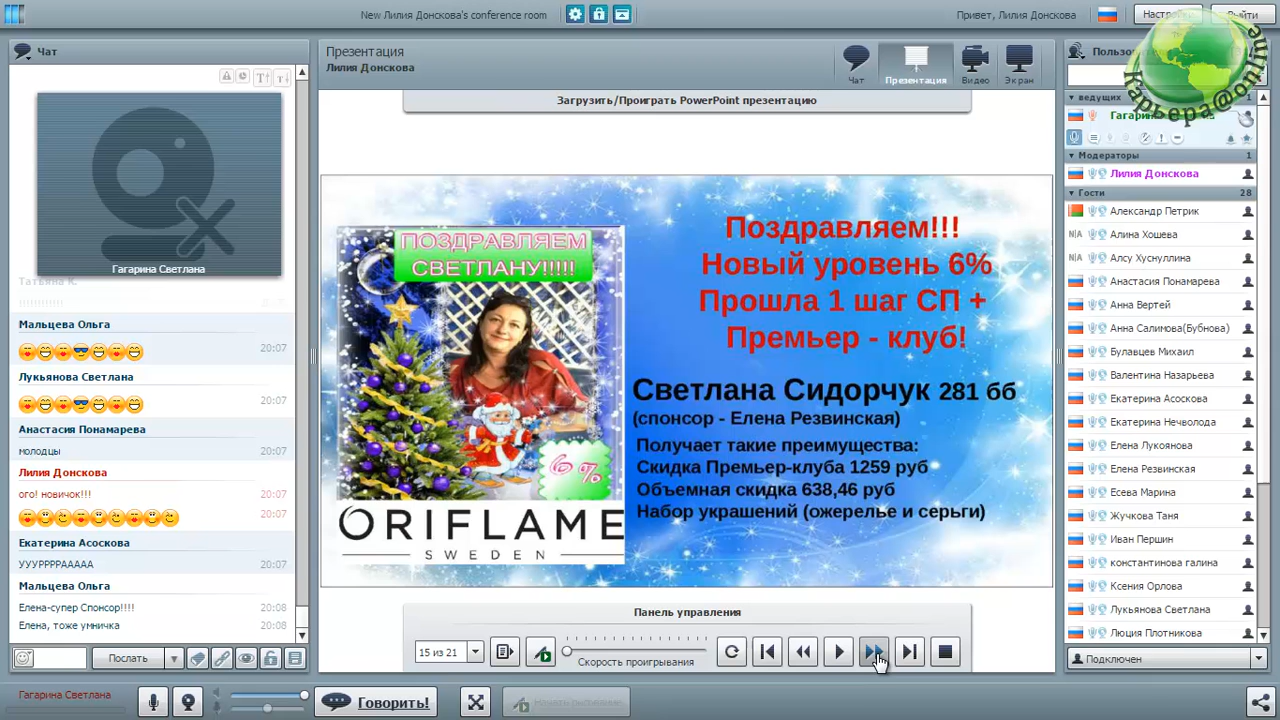 New Лилия Донскова's conference room
Привет, Лилия Донскова
Настройки
Выйти
Карьера@online
Чат
Гагарина Светлана
Татьяна К.
!!!!!!!!!!!!
Мальцева Ольга
20:07
Лукьянова Светлана
20:07
Анастасия Понамарева
молодцы 20:07
Лилия Донскова
ого! новичок!!! 20:07
20:07
Екатерина Асоскова
УУУРРРРААААА 20:07
Мальцева Ольга
Елена-супер Спонсор!!!! 20:08
Елена, тоже умничка 20:08
Послать
Презентация
Лилия Донскова
Чат
Презентация
Видео
Экран
Загрузить/Проиграть PowerPoint презентацию
ПОЗДРАВЛЯЕМ
СВЕТЛАНУ!!!!!
6 %
ORIFLAME
SWEDEN
Поздравляем!!!
Новый уровень 6%
Прошла 1 шаг СП +
Премьер - клуб!
Светлана Сидорчук 281 бб
(спонсор - Елена Резвинская)
Получает такие преимущества:
Скидка Премьер-клуба 1259 руб
Объемная скидка 638,46 руб
Набор украшений (ожерелье и серьги)
Панель управления
15 из 21
Скорость проигрывания
ведущих 1
Модераторы 1
Лилия Донскова
Гости 28
Александр Петрик
N/A Алина Хошева
N/A Алсу Хуснуллина
Анастасия Понамарева
Анна Вертей
Анна Салимова(Бубнова)
Булавцев Михаил
Валентина Назарьева
Екатерина Асоскова
Екатерина Нечволода
Елена Лукоянова
Елена Резвинская
Есева Марина
Жучкова Таня
Иван Першин
константинова галина
Ксения Орлова
Лукьянова Светлана
Люция Плотникова
Подключен
Гагарина Светлана
Говорить!